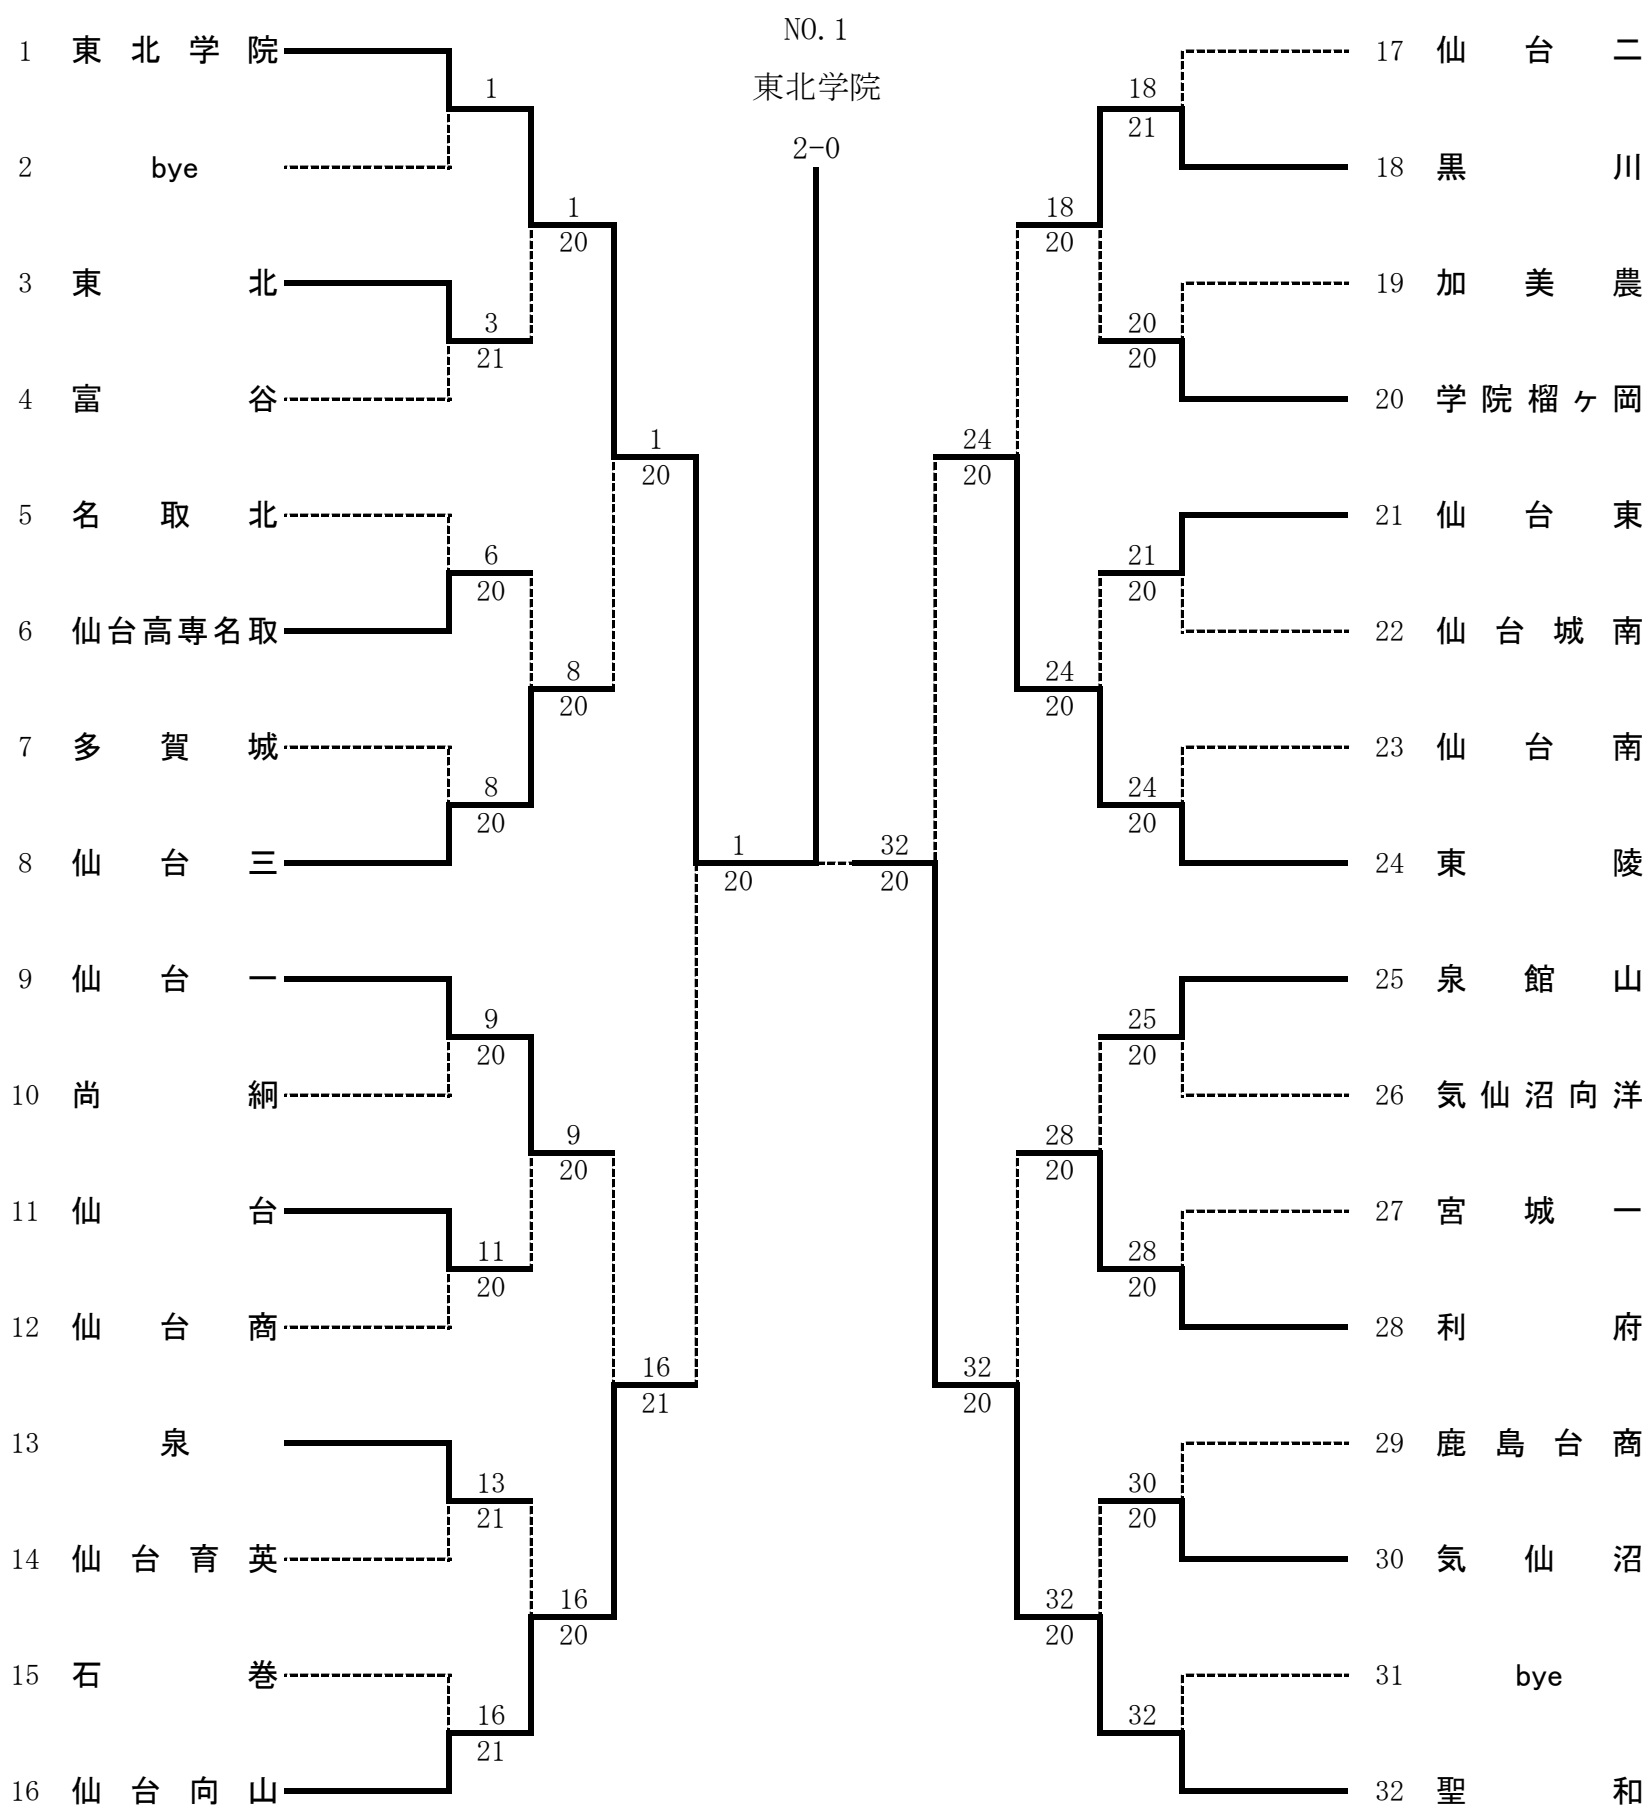 NO.1
東北学院
2-0
1 東北学院
1
2 bye
1
20
3 東北
3
21
4 富谷
1
20
5 名取北
6
20
6 仙台高専名取
8
20
7 多賀城
8
20
8 仙台三
1
20
9 仙台一
9
20
10 尚絅
9
20
11 仙台
11
20
12 仙台商
16
21
13 泉
13
21
14 仙台育英
16
20
15 石巻
16
21
16 仙台向山
17 仙台二
18
21
18 黒川
18
20
19 加美農
20
20
20 学院榴ヶ岡
24
20
21 仙台東
21
20
22 仙台城南
24
20
23 仙台南
24
20
24 東陵
32
20
25 泉館山
25
20
26 気仙沼向洋
28
20
27 宮城一
28
20
28 利府
32
20
29 鹿島台商
30
20
30 気仙沼
32
20
31 bye
32
32 聖和